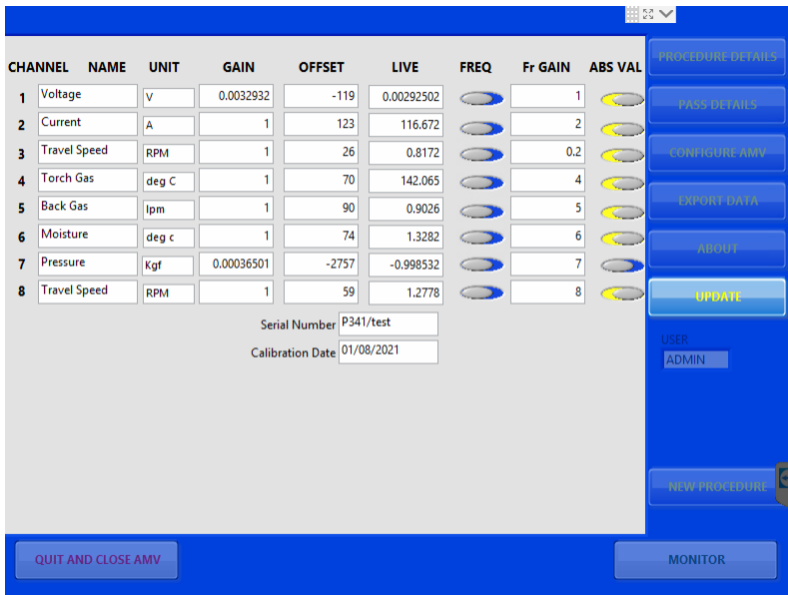 CHANNEL NAME UNIT GAIN OFFSET LIVE FREQ Fr GAIN ABS VAL
1 Voltage V 0.0032932 -119 0.00292502 1
2 Current A 1 123 116.672 2
3 Travel Speed RPM 1 26 0.8172 0.2
4 Torch Gas deg C 1 70 142.065 4
5 Back Gas lpm 1 90 0.9026 5
6 Moisture deg c 1 74 1.3282 6
7 Pressure Kgf 0.00036501 -2757 -0.998532 7
8 Travel Speed RPM 1 59 1.2778 8
Serial Number P341/test
Calibration Date 01/08/2021
PROCEDURE DETAILS
PASS DETAILS
CONFIGURE AMV
EXPORT DATA
ABOUT
UPDATE
USER
ADMIN
NEW PROCEDURE
QUIT AND CLOSE AMV
MONITOR